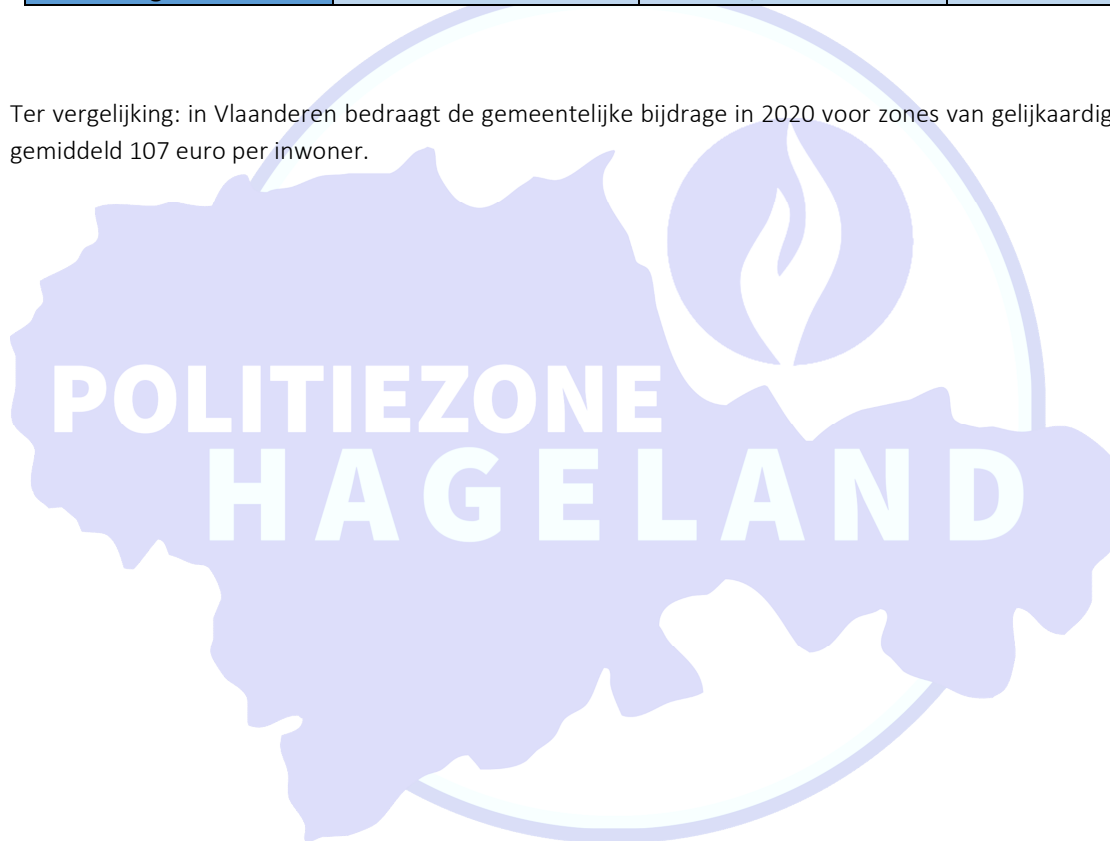 Ter vergelijking: in Vlaanderen bedraagt de gemeentelijke bijdrage in 2020 voor zones van gelijkaardig
gemiddeld 107 euro per inwoner.
POLITIEZONE
HAGELAND